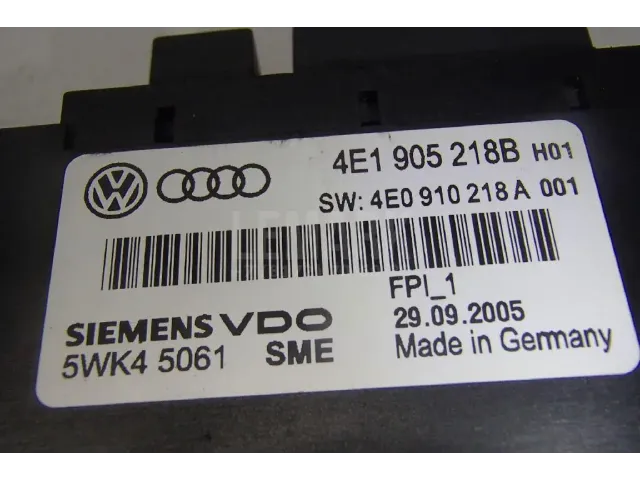 4E1 905 218B H01
SW: 4E0 910 218 A 001
FPI_1
29.09.2005
SIEMENS VDO
5WK4 5061 SME
Made in Germany